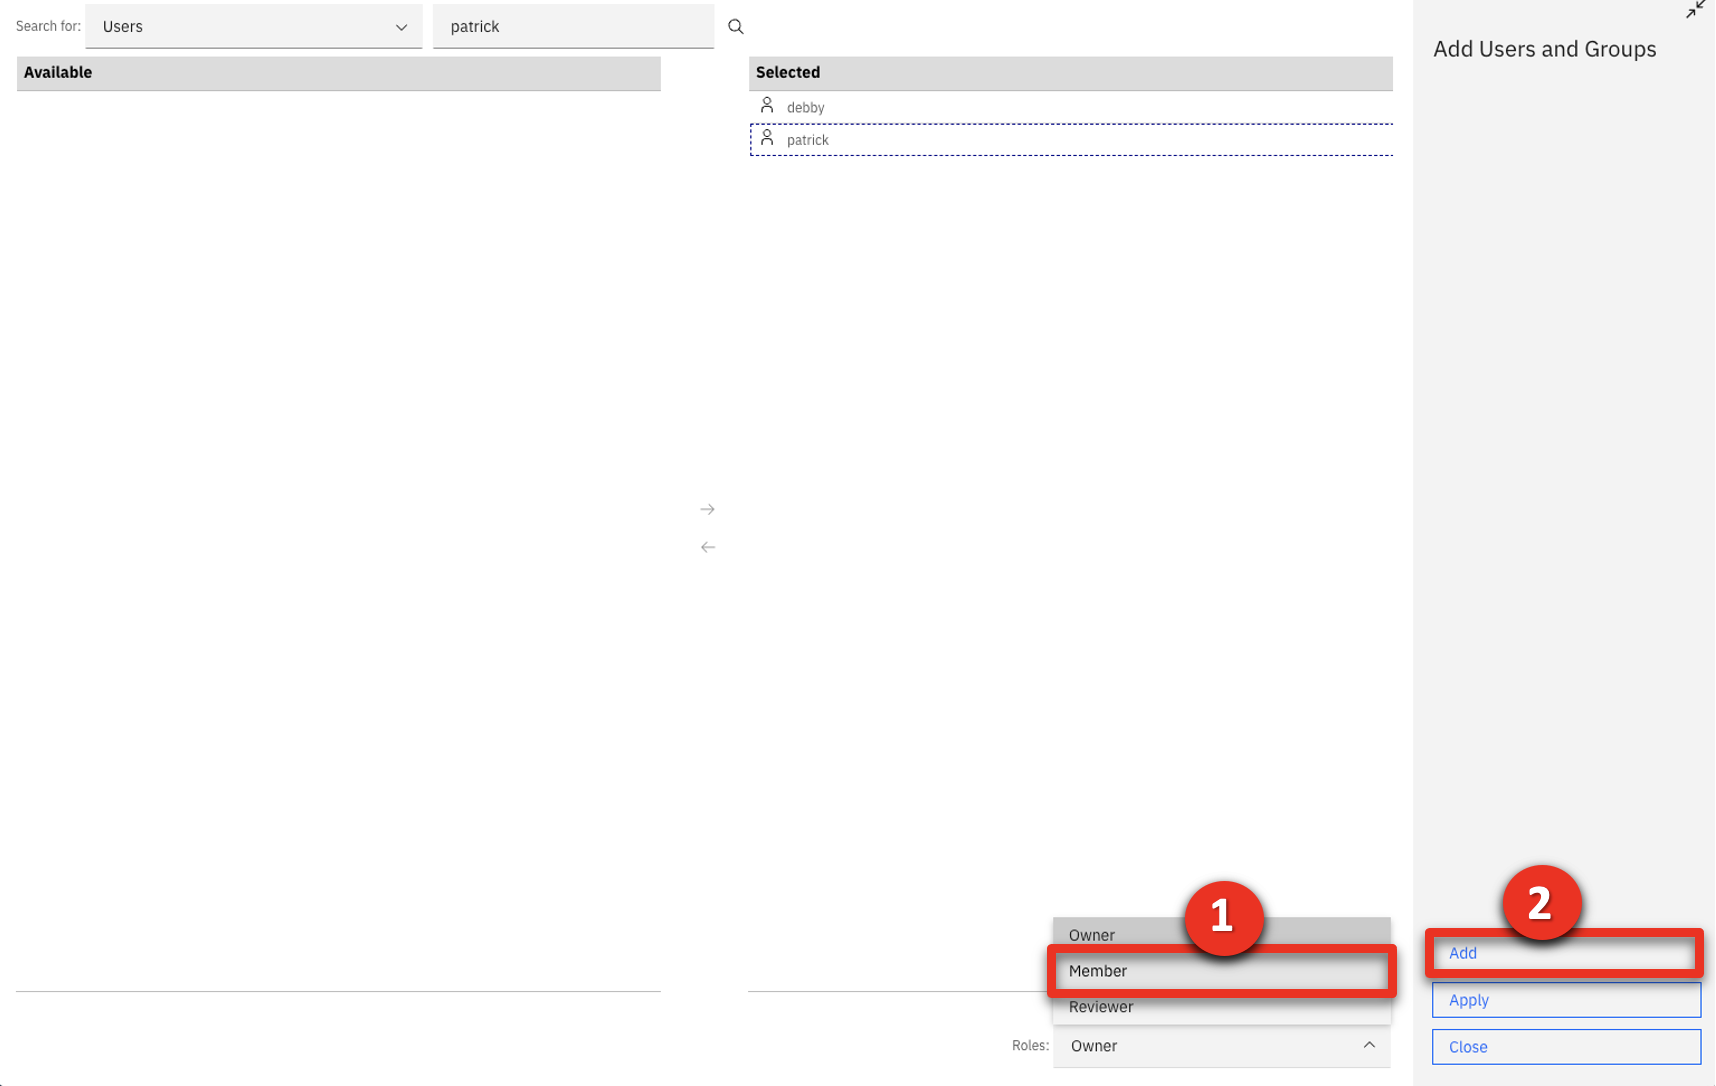 Search for: Users patrick
Add Users and Groups
Available
Selected
debby
patrick
1
2
Owner
Member
Reviewer
Roles: Owner
Add
Apply
Close